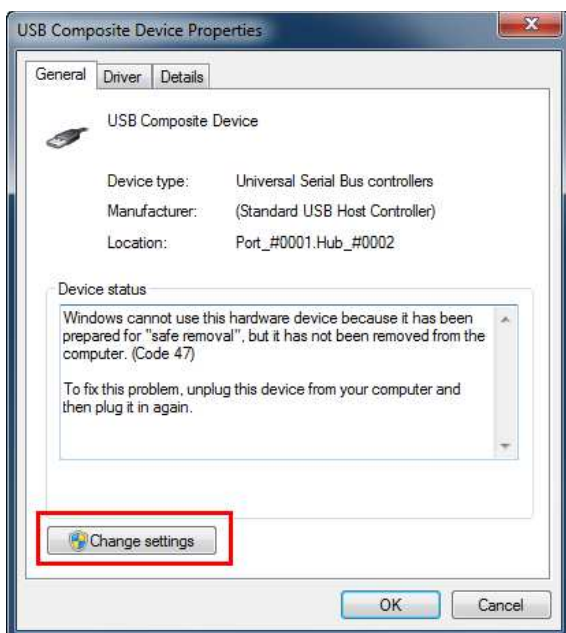 USB Composite Device Properties
General Driver Details
USB Composite Device
Device type: Universal Serial Bus controllers
Manufacturer: (Standard USB Host Controller)
Location: Port_#0001.Hub_#0002
Device status
Windows cannot use this hardware device because it has been
prepared for "safe removal", but it has not been removed from the
computer. (Code 47)
To fix this problem, unplug this device from your computer and
then plug it in again.
Change settings
OK Cancel